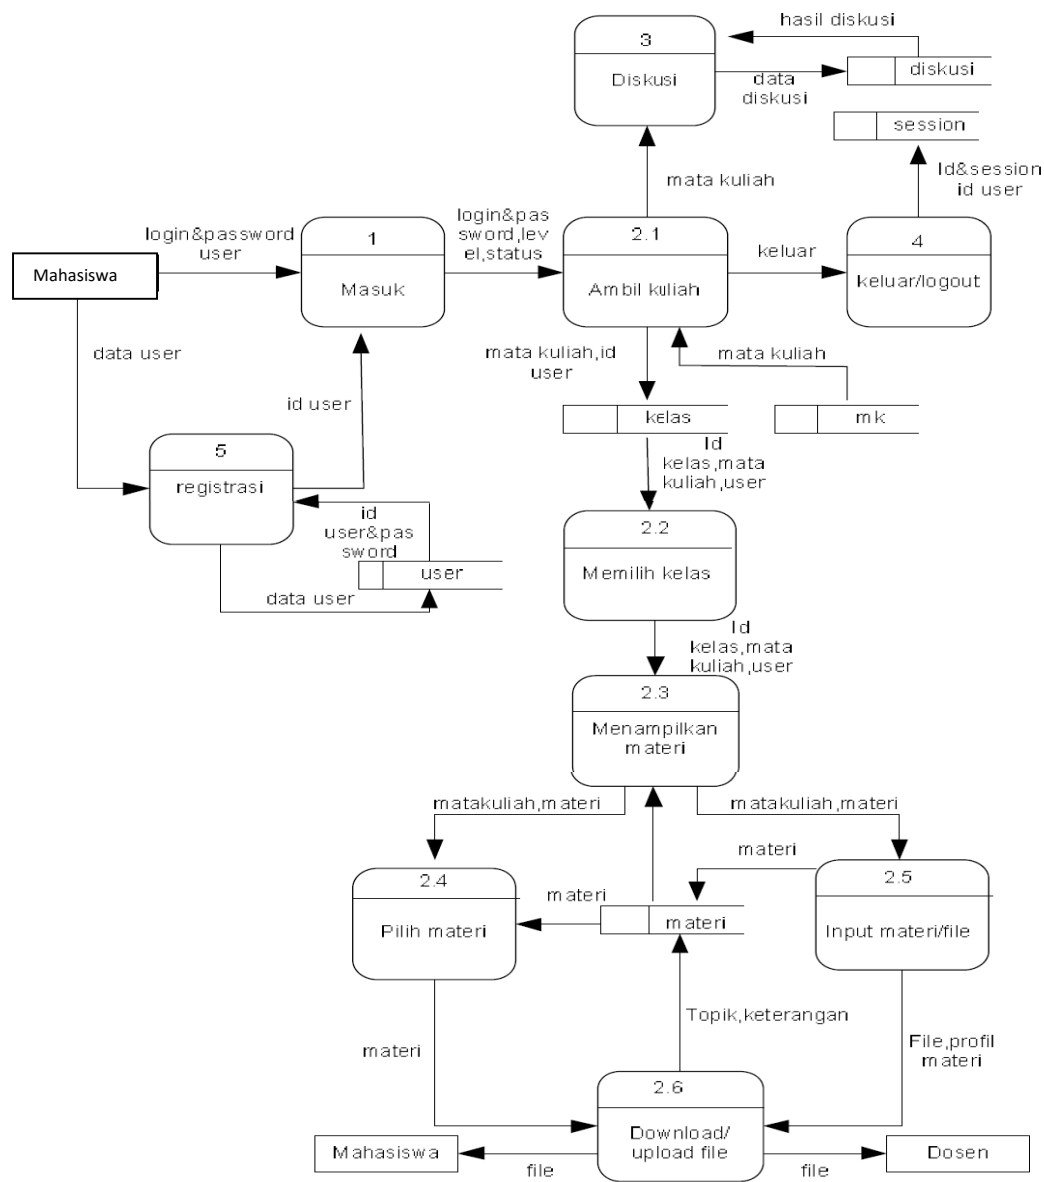 hasil diskusi
3
Diskusi
data
diskusi
diskusi
session
mata kuliah
Id&session
id user
login&password
user
1
Masuk
login&pas
sword,lev
el,status
2.1
Ambil kuliah
keluar
4
keluar/logout
Mahasiswa
data user
id user
mata kuliah,id
user
mata kuliah
kelas
mk
5
registrasi
id
user&pas
sword
user
data user
Id
kelas,mata
kuliah,user
2.2
Memilih kelas
Id
kelas,mata
kuliah,user
2.3
Menampilkan
materi
matakuliah,materi
matakuliah,materi
materi
2.4
Pilih materi
materi
materi
2.5
Input materi/file
Topik,keterangan
materi
File,profil
materi
2.6
Download/
upload file
Mahasiswa
file
file
Dosen